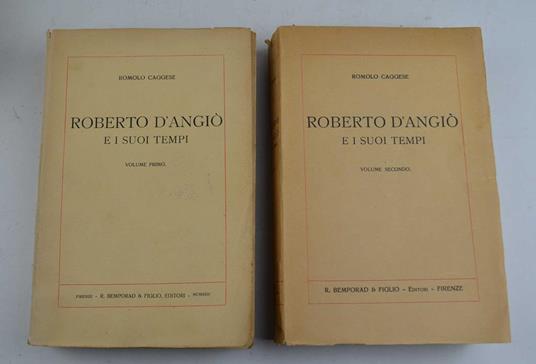 ROMOLO CAGGESE
ROBERTO D'ANGIÒ
E I SUOI TEMPI
VOLUME PRIMO.
FIRENZE - R. BEMPORAD & FIGLIO, EDITORI -
ROMOLO CAGGESE
ROBERTO D'ANGIÒ
E I SUOI TEMPI
VOLUME SECONDO.
R. BEMPORAD & FIGLIO - EDITORI - FIRENZE